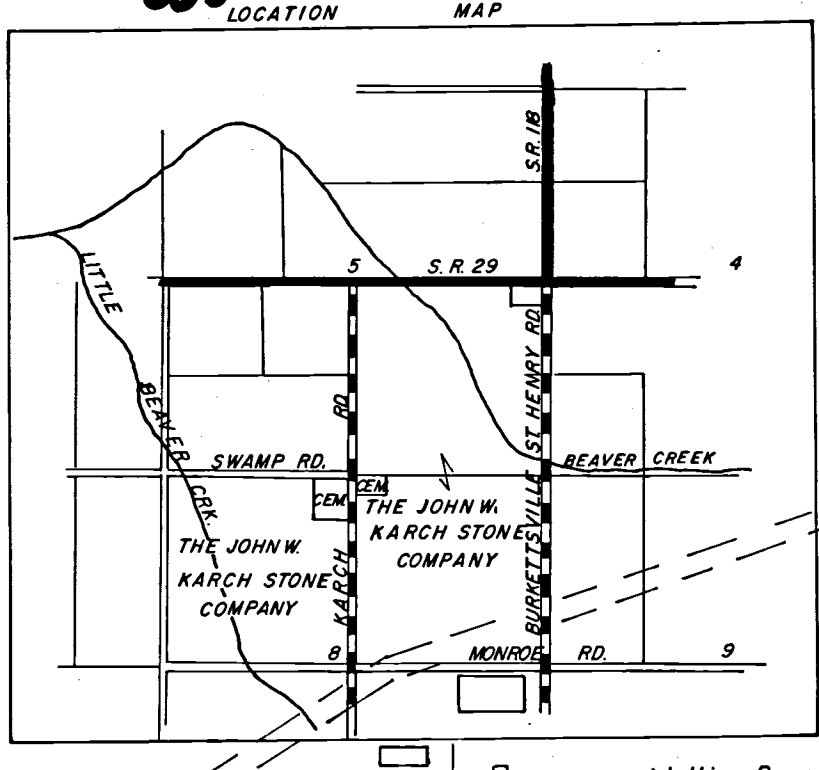 LOCATION MAP
S.R. 118
5 S.R. 29 4
LITTLE BEAVER CRK.
KARCH RD
BURKETTSVILLE ST HENRY RD.
SWAMP RD.
BEAVER CREEK
CEM.
CEM.
THE JOHN W.
KARCH STONE
COMPANY
THE JOHN W.
KARCH STONE
COMPANY
8 MONROE RD. 9